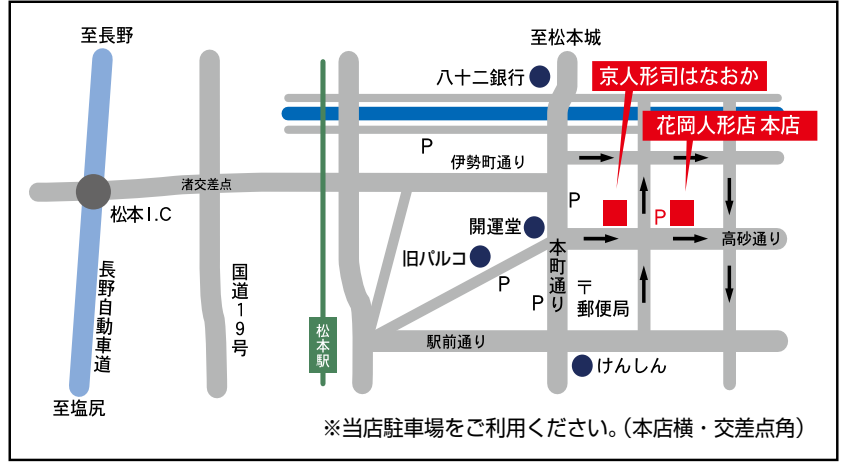 至長野
至松本城
八十二銀行
京人形司はなおか
花岡人形店 本店
P
伊勢町通り
渚交差点
松本I.C
P
P
開運堂
本町通り
高砂通り
旧パルコ
長野自動車道
国道19号
P
P
〒
郵便局
松本駅
駅前通り
けんしん
至塩尻
※当店駐車場をご利用ください。(本店横・交差点角)